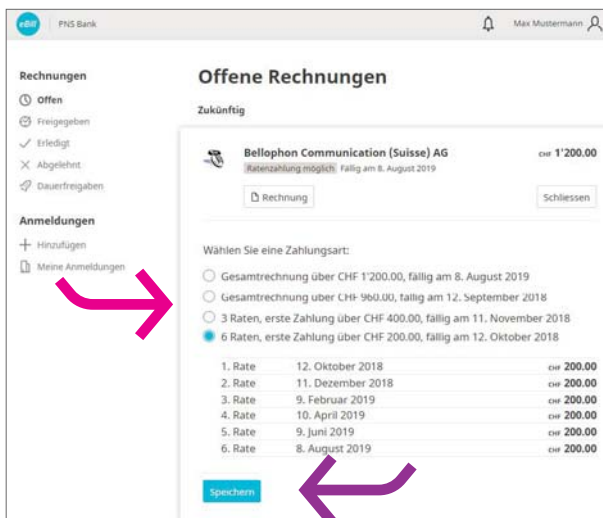 eBill PNS Bank Max Mustermann
Rechnungen
Offen
Freigegeben
Erledigt
Abgelehnt
Dauerfreigaben
Anmeldungen
Hinzufügen
Meine Anmeldungen
Offene Rechnungen
Zukünftig
Bellophon Communication (Suisse) AG CHF 1'200.00
Ratenzahlung möglich Fällig am 8. August 2019
Rechnung Schliessen
Wählen Sie eine Zahlungsart:
Gesamtrechnung über CHF 1'200.00, fällig am 8. August 2019
Gesamtrechnung über CHF 960.00, fällig am 12. September 2018
3 Raten, erste Zahlung über CHF 400.00, fällig am 11. November 2018
6 Raten, erste Zahlung über CHF 200.00, fällig am 12. Oktober 2018
1. Rate 12. Oktober 2018 CHF 200.00
2. Rate 11. Dezember 2018 CHF 200.00
3. Rate 9. Februar 2019 CHF 200.00
4. Rate 10. April 2019 CHF 200.00
5. Rate 9. Juni 2019 CHF 200.00
6. Rate 8. August 2019 CHF 200.00
Speichern